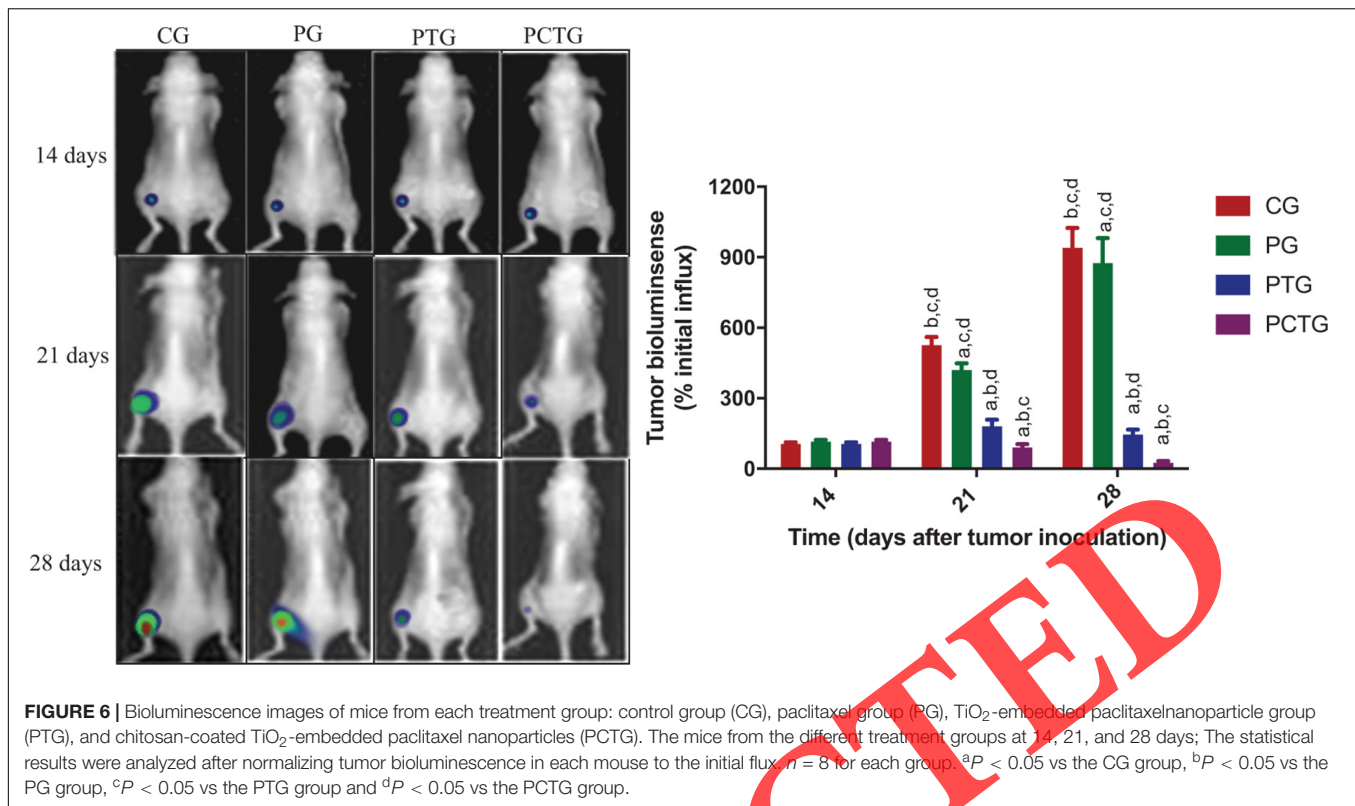 CG PG PTG PCTG
14 days
21 days
28 days
Tumor bioluminsense
(% initial influx)
1200
900
600
300
0
b,c,d
a,c,d
a,b,d
a,b,c
b,c,d
a,c,d
a,b,d
a,b,c
14 21 28
Time (days after tumor inoculation)
CG
PG
PTG
PCTG
FIGURE 6 | Bioluminescence images of mice from each treatment group: control group (CG), paclitaxel group (PG), TiO₂-embedded paclitaxelnanoparticle group
(PTG), and chitosan-coated TiO₂-embedded paclitaxel nanoparticles (PCTG). The mice from the different treatment groups at 14, 21, and 28 days; The statistical
results were analyzed after normalizing tumor bioluminescence in each mouse to the initial flux. n = 8 for each group. ᵃP < 0.05 vs the CG group, ᵇP < 0.05 vs the
PG group, ᶜP < 0.05 vs the PTG group and ᵈP < 0.05 vs the PCTG group.
CTED